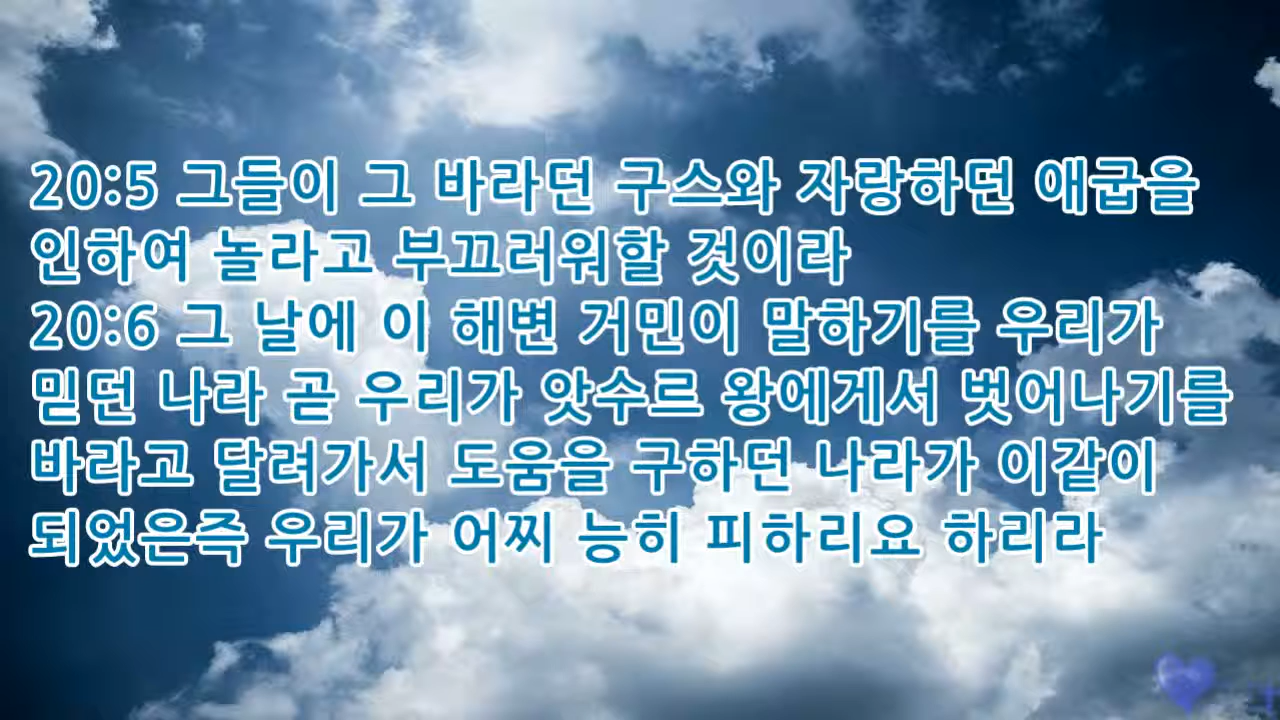 20:5 그들이 그 바라던 구스와 자랑하던 애굽을
인하여 놀라고 부끄러워할 것이라
20:6 그 날에 이 해변 거민이 말하기를 우리가
믿던 나라 곧 우리가 앗수르 왕에게서 벗어나기를
바라고 달려가서 도움을 구하던 나라가 이같이
되었은즉 우리가 어찌 능히 피하리요 하리라